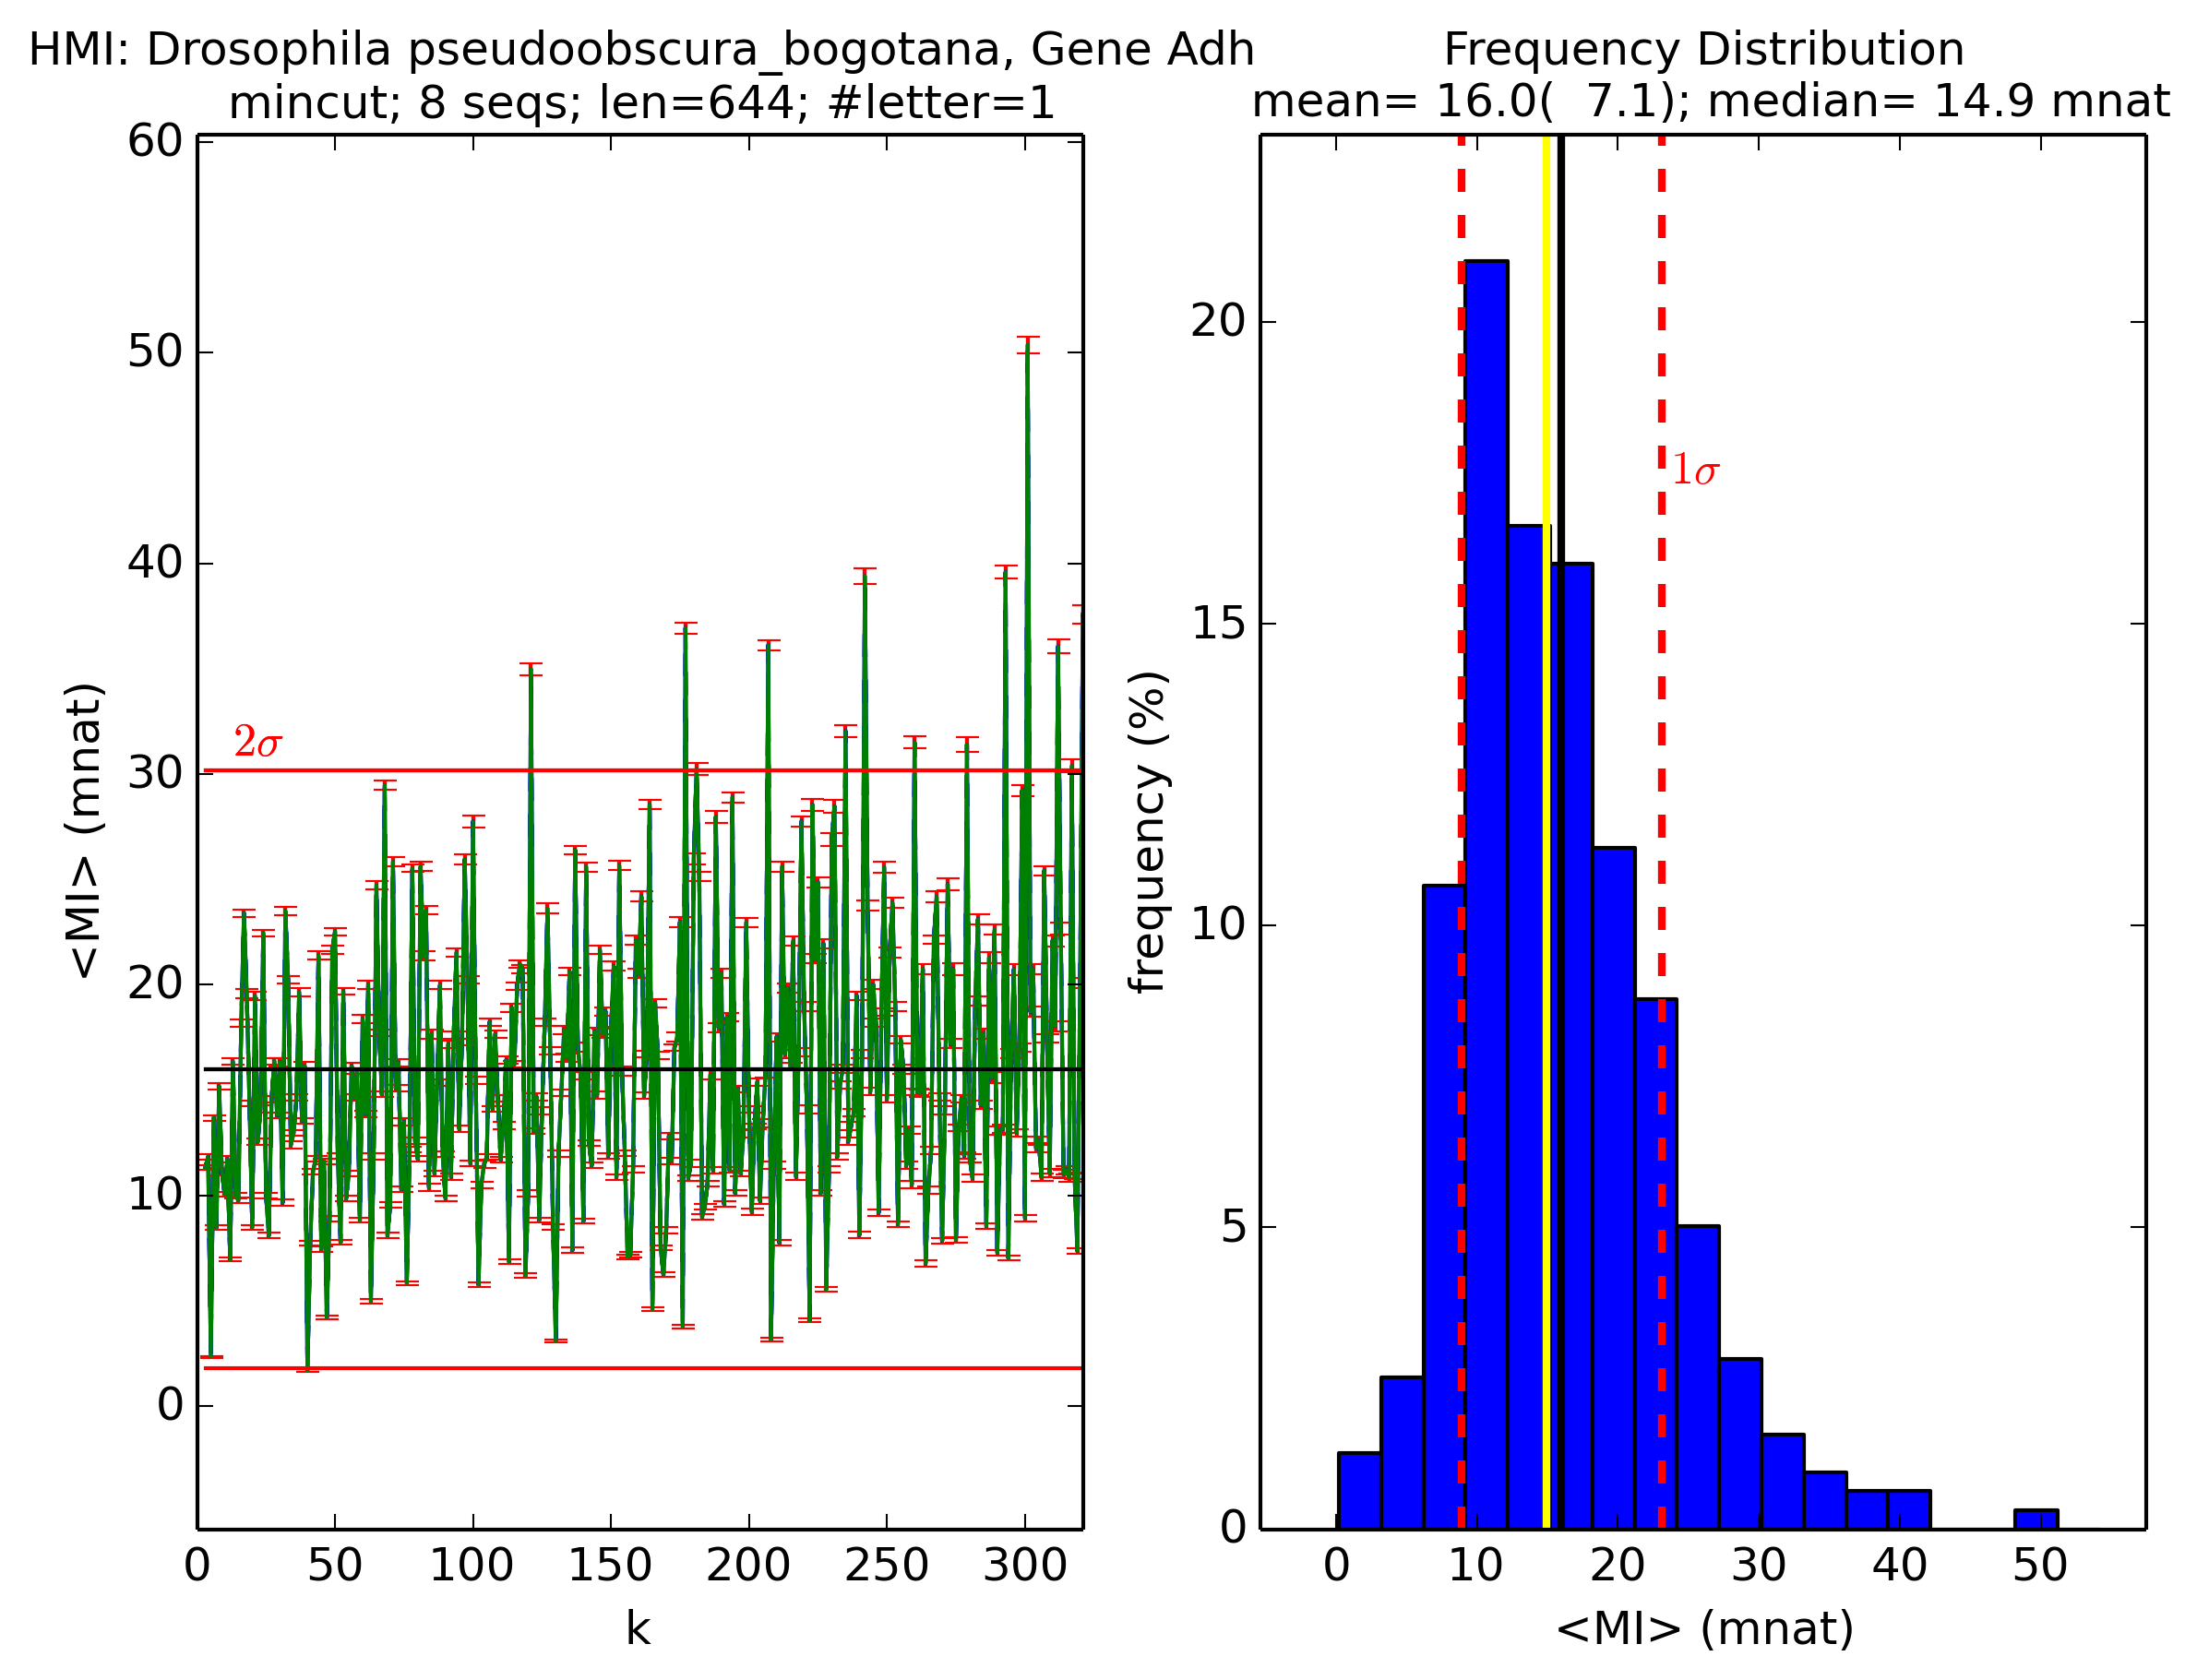 HMI: Drosophila pseudoobscura_bogotana, Gene Adh
mincut; 8 seqs; len=644; #letter=1
60
50
40
30
20
10
0
<MI> (mnat)
2σ
0 50 100 150 200 250 300
k
Frequency Distribution
mean= 16.0(  7.1); median= 14.9 mnat
20
15
10
5
0
frequency (%)
1σ
0 10 20 30 40 50
<MI> (mnat)